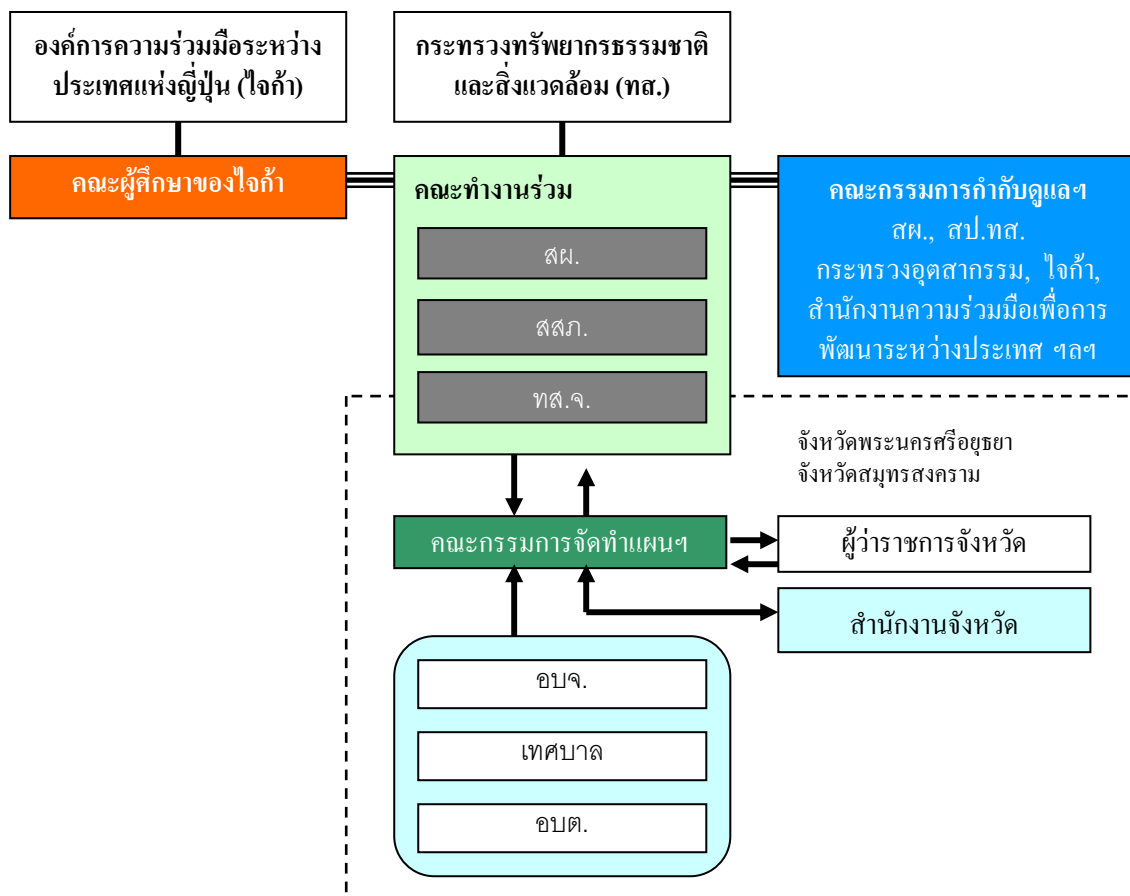 องค์การความร่วมมือระหว่าง
ประเทศแห่งญี่ปุ่น (ไจก้า)
กระทรวงทรัพยากรธรรมชาติ
และสิ่งแวดล้อม (ทส.)
คณะผู้ศึกษาของไจก้า
คณะทำงานร่วม
สผ.
สสภ.
ทส.จ.
คณะกรรมการกำกับดูแลฯ
สผ., สป.ทส.
กระทรวงอุตสากรรม, ไจก้า,
สำนักงานความร่วมมือเพื่อการ
พัฒนาระหว่างประเทศ ฯลฯ
จังหวัดพระนครศรีอยุธยา
จังหวัดสมุทรสงคราม
คณะกรรมการจัดทำแผนฯ
ผู้ว่าราชการจังหวัด
สำนักงานจังหวัด
อบจ.
เทศบาล
อบต.